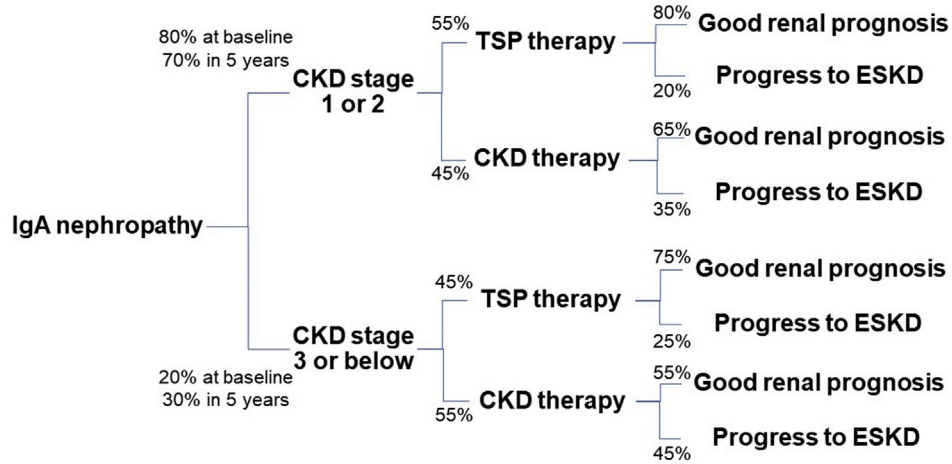 80% at baseline
70% in 5 years
CKD stage
1 or 2
55%
TSP therapy
80%
Good renal prognosis
Progress to ESKD
20%
45%
CKD therapy
65%
Good renal prognosis
Progress to ESKD
35%
IgA nephropathy
20% at baseline
30% in 5 years
CKD stage
3 or below
45%
TSP therapy
75%
Good renal prognosis
Progress to ESKD
25%
55%
CKD therapy
55%
Good renal prognosis
Progress to ESKD
45%